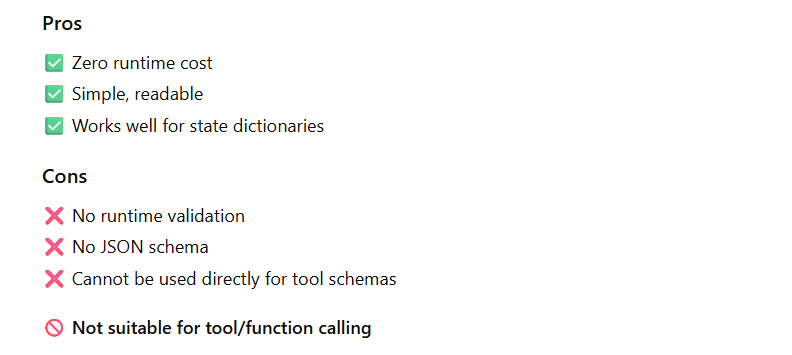 Pros
✅ Zero runtime cost
✅ Simple, readable
✅ Works well for state dictionaries
Cons
❌ No runtime validation
❌ No JSON schema
❌ Cannot be used directly for tool schemas
🚫 Not suitable for tool/function calling